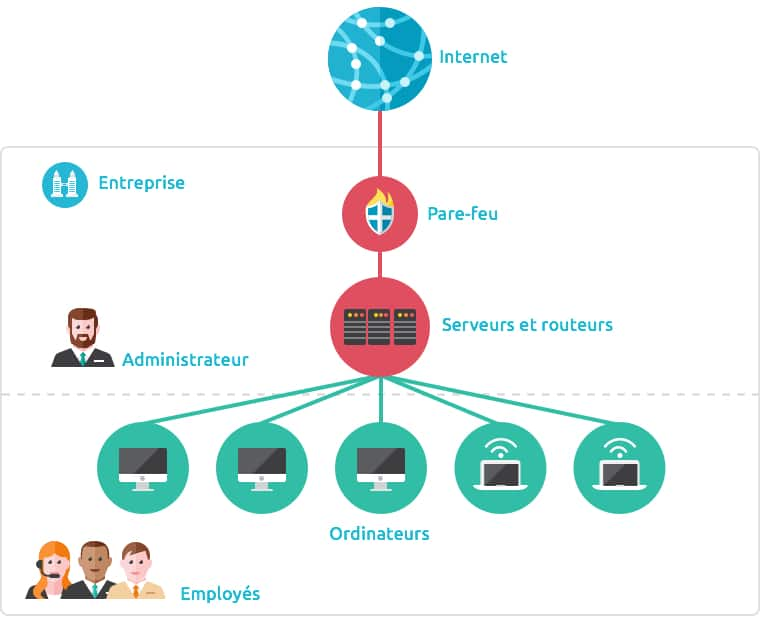 Internet
Entreprise
Pare-feu
Serveurs et routeurs
Administrateur
Ordinateurs
Employés